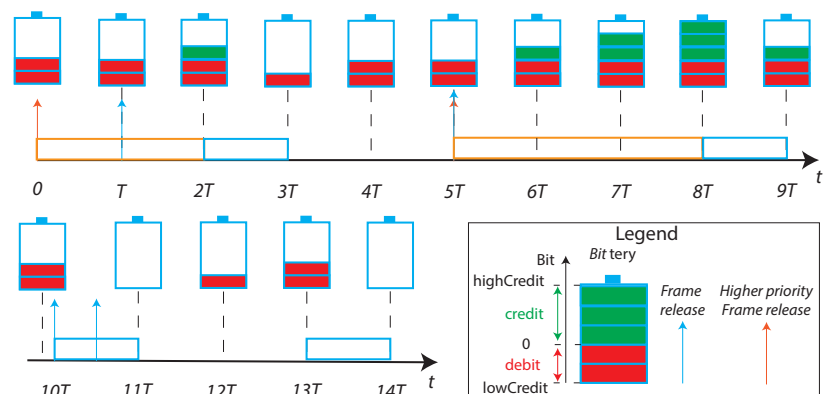 0 T 2T 3T 4T 5T 6T 7T 8T 9T t
10T 11T 12T 13T 14T t
Legend
Bit
Bit tery
highCredit
credit
0
debit
lowCredit
Frame
release
Higher priority
Frame release